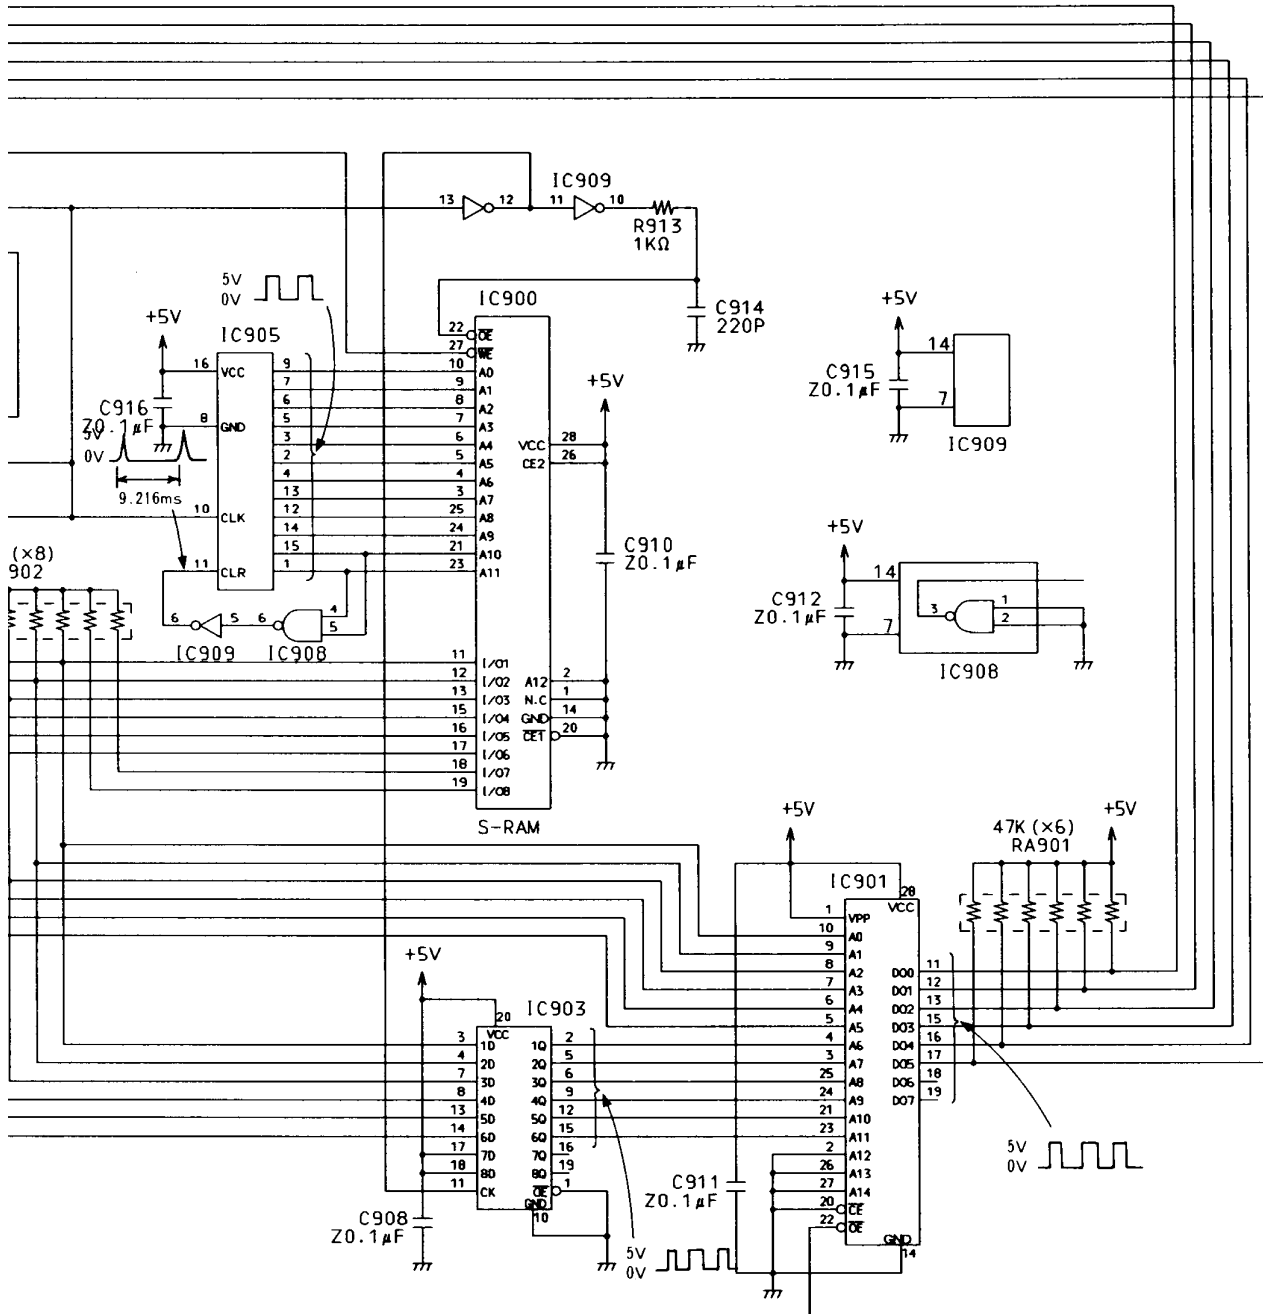 13 12 IC909 11 10
R913
1KΩ
5V
0V
IC900
C914
220P
+5V
IC905
+5V
22 OE
27 WE
14
16 VCC 9 10 A0
7 9 A1
C915
Z0.1μF
+5V
C916
Z0.1μF
6 8 A2
7
8 GND 5 7 A3
5V
0V
3 6 A4
VCC 28
IC909
2 5 A5
CE2 26
4 4 A6
9.216ms
13 3 A7
10 CLK 12 25 A8
14 24 A9
+5V
(×8)
902
15 21 A10
C910
Z0.1μF
11 CLR 1 23 A11
14
C912
Z0.1μF
3 1
2
6 5 6 4
5
7
IC909 IC908
IC908
11 I/O1
12 I/O2 A12 2
13 I/O3 N.C 1
15 I/O4 GND 14
16 I/O5 CE1 20
17 I/O6
18 I/O7
19 I/O8
S-RAM
+5V
47K (×6)
RA901
+5V
IC901
28
VCC
1 VPP
10 A0
9 A1
8 A2 DO0 11
7 A3 DO1 12
6 A4 DO2 13
5 A5 DO3 15
4 A6 DO4 16
3 A7 DO5 17
25 A8 DO6 18
24 A9 DO7 19
21 A10
23 A11
2 A12
26 A13
27 A14
20 CE
22 OE
GND
14
5V
0V
+5V
IC903
20
VCC
3 1D 1Q 2
4 2D 2Q 5
7 3D 3Q 6
8 4D 4Q 9
13 5D 5Q 12
14 6D 6Q 15
17 7D 7Q 16
18 8D 8Q 19
11 CK OE 1
GND
10
C911
Z0.1μF
C908
Z0.1μF
5V
0V